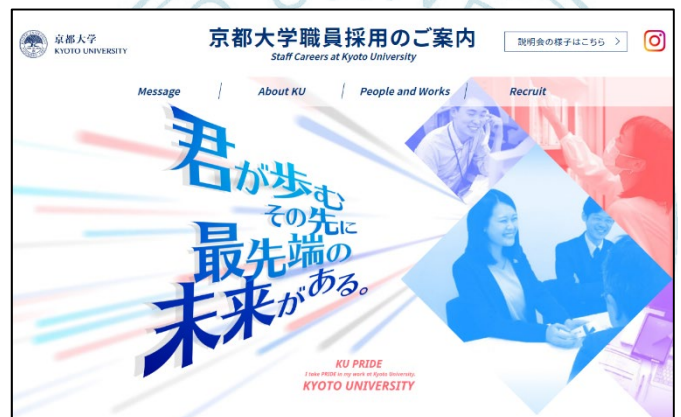 京都大学
KYOTO UNIVERSITY
京都大学職員採用のご案内
Staff Careers at Kyoto University
説明会の様子はこちら
Message
About KU
People and Works
Recruit
君が歩む
その先に
最先端の
未来がある。
KU PRIDE
I take PRIDE in my work at Kyoto University.
KYOTO UNIVERSITY